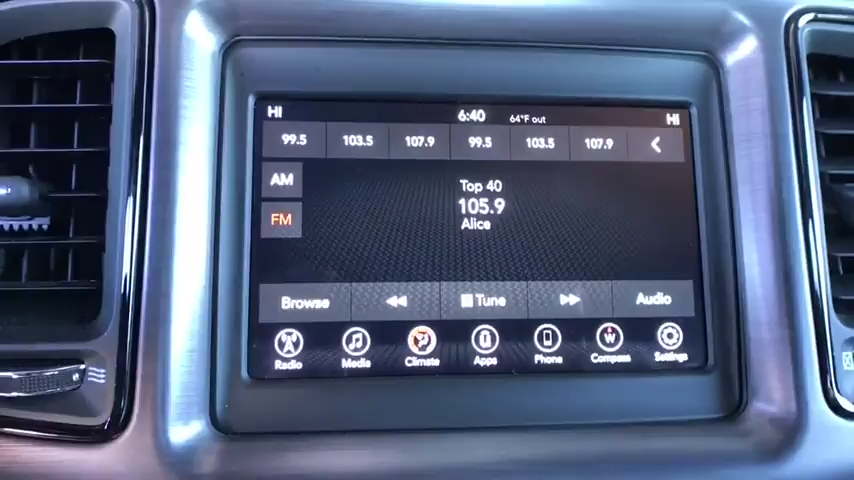 HI 6:40 64°F out HI
99.5 103.5 107.9 99.5 103.5 107.9
AM
FM
Top 40
105.9
Alice
Browse Tune Audio
Radio Media Climate Apps Phone W Compass Settings